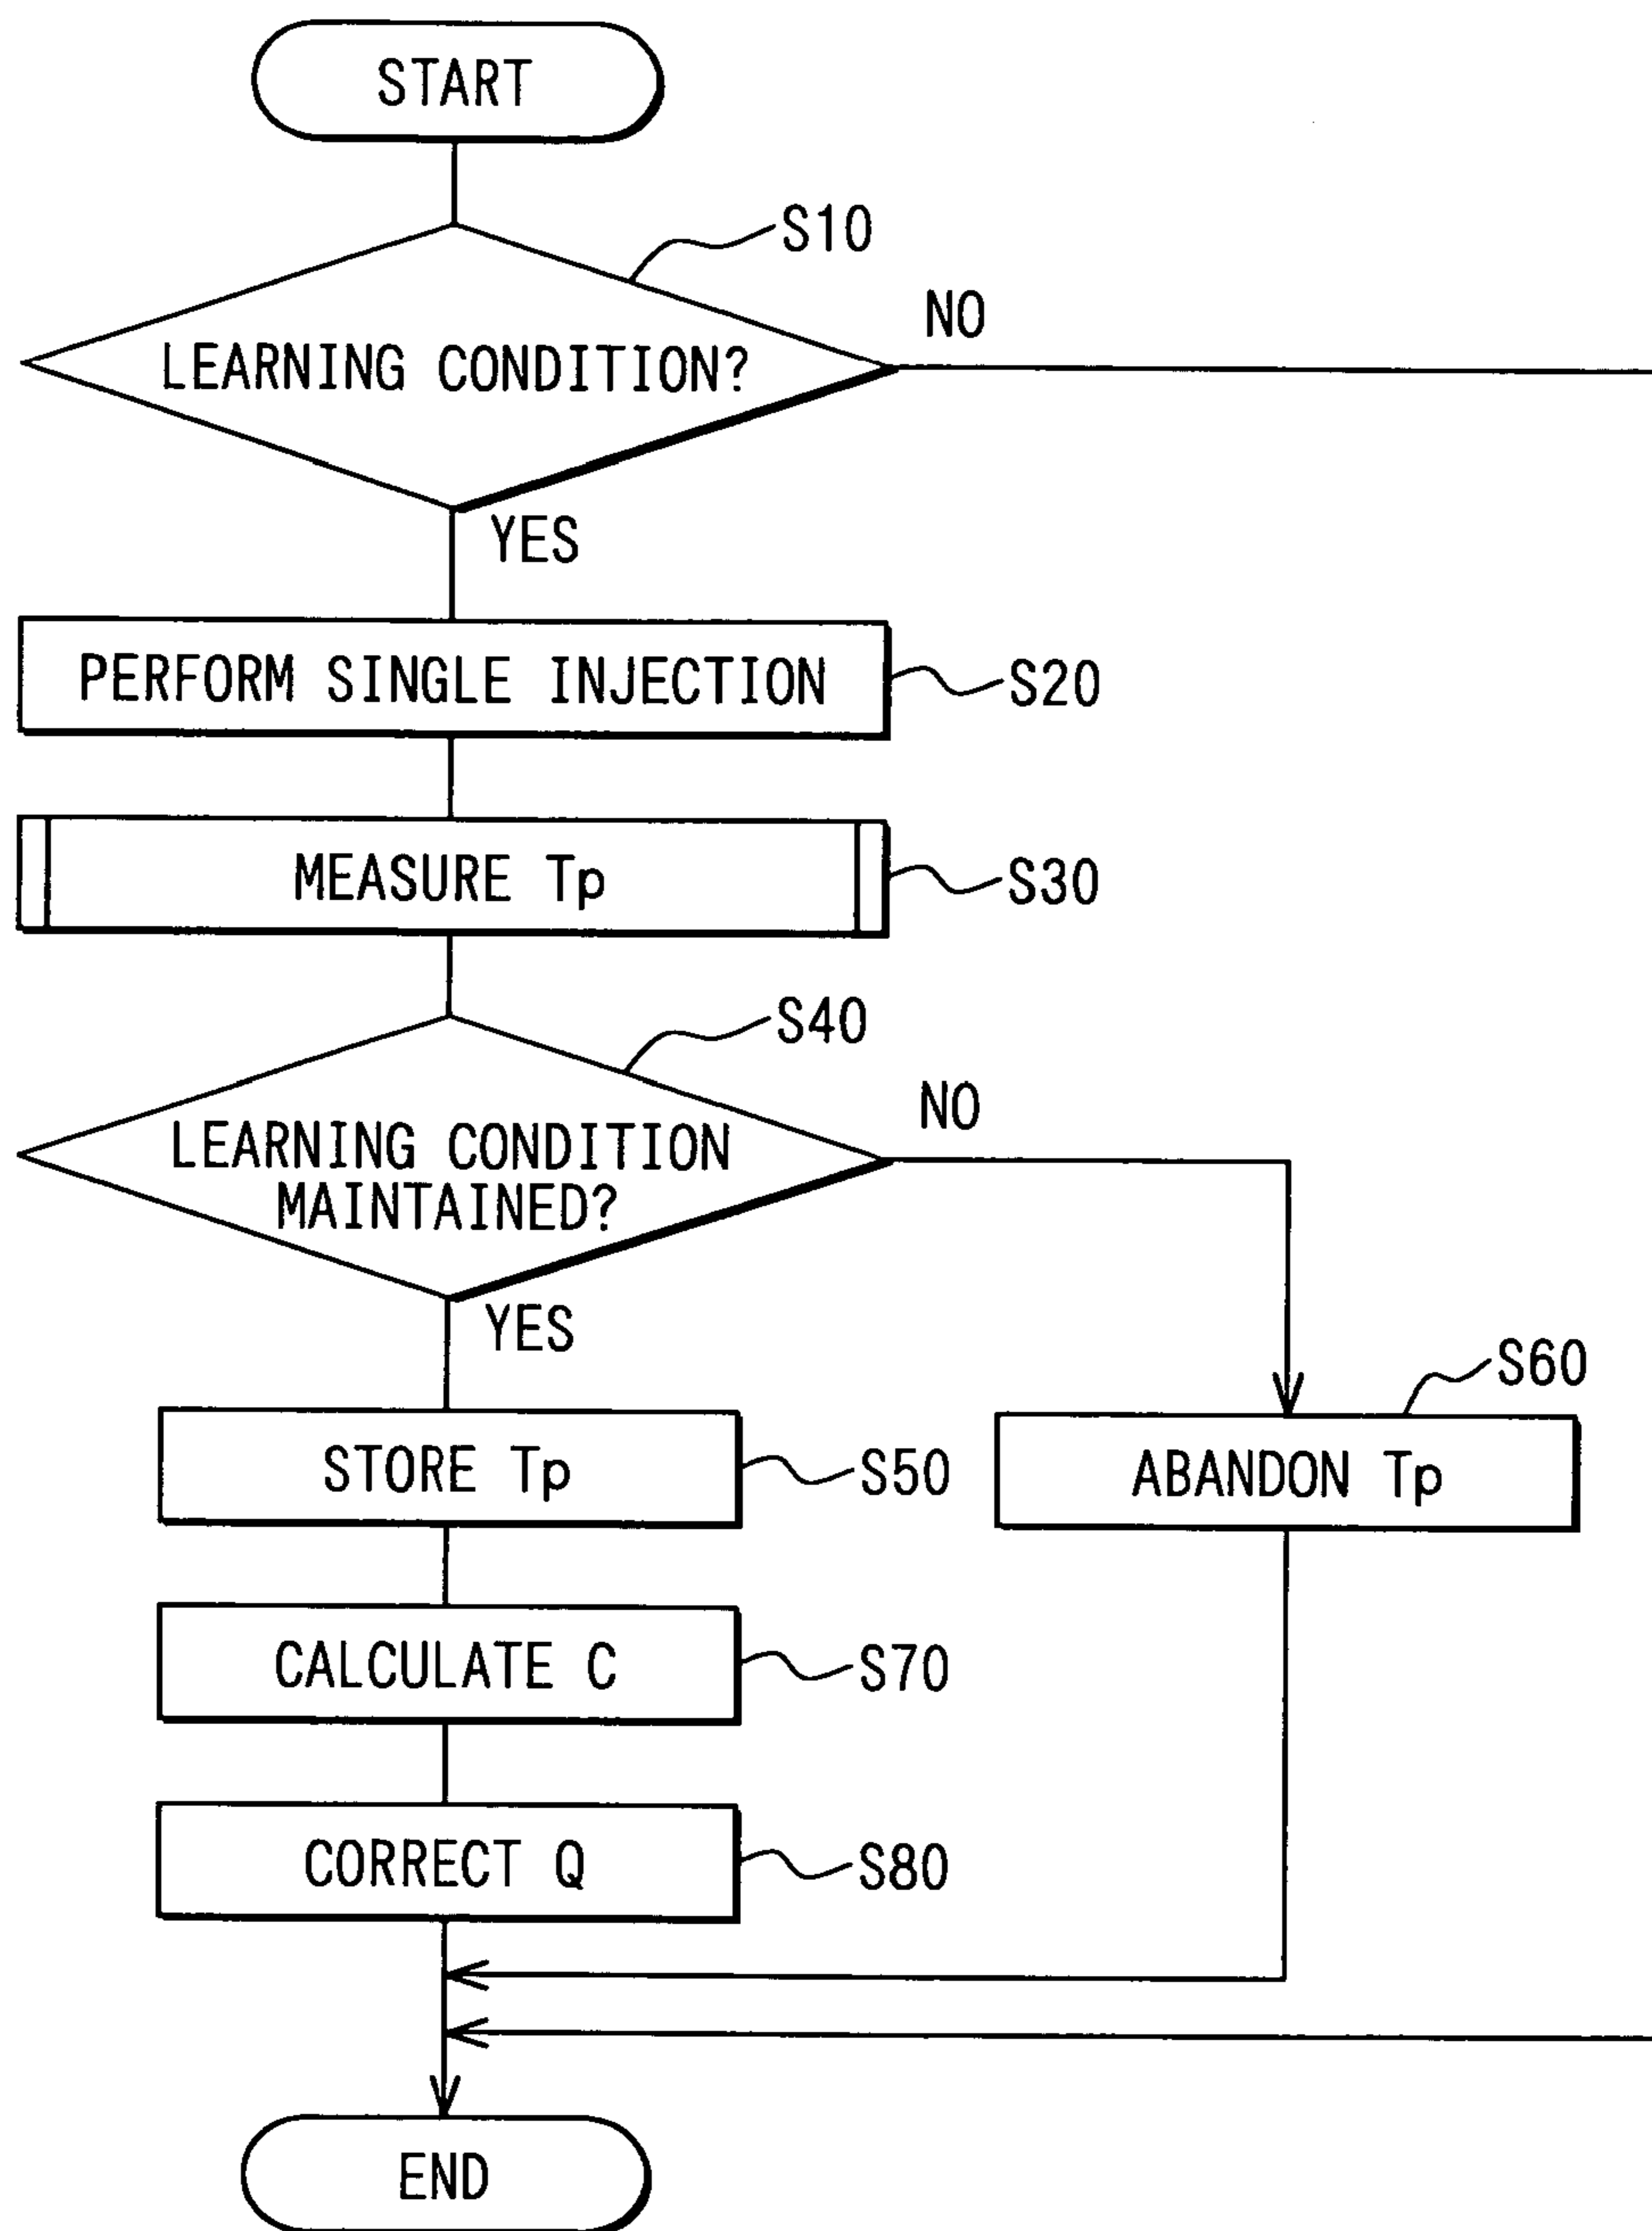 START
S10
NO
LEARNING CONDITION?
YES
PERFORM SINGLE INJECTION
S20
MEASURE Tp
S30
S40
NO
LEARNING CONDITION
MAINTAINED?
YES
S60
STORE Tp
S50
ABANDON Tp
CALCULATE C
S70
CORRECT Q
S80
END